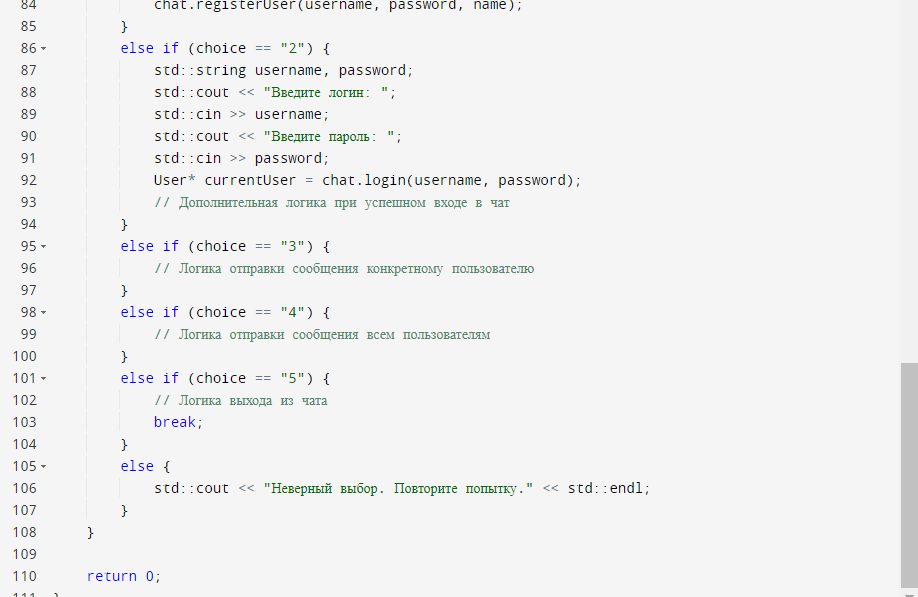 84 chat.registerUser(username, password, name);
85 }
86 else if (choice == "2") {
87 std::string username, password;
88 std::cout << "Введите логин: ";
89 std::cin >> username;
90 std::cout << "Введите пароль: ";
91 std::cin >> password;
92 User* currentUser = chat.login(username, password);
93 // Дополнительная логика при успешном входе в чат
94 }
95 else if (choice == "3") {
96 // Логика отправки сообщения конкретному пользователю
97 }
98 else if (choice == "4") {
99 // Логика отправки сообщения всем пользователям
100 }
101 else if (choice == "5") {
102 // Логика выхода из чата
103 break;
104 }
105 else {
106 std::cout << "Неверный выбор. Повторите попытку." << std::endl;
107 }
108 }
109
110 return 0;
111 }